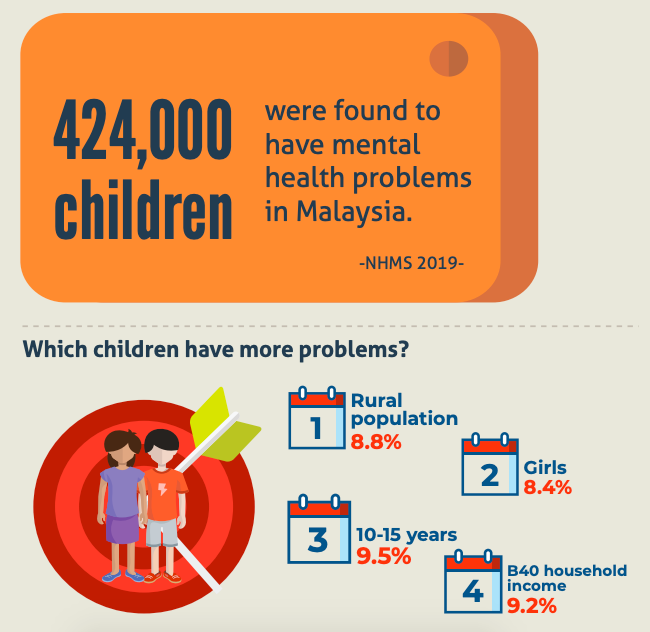 424,000
children
were found to
have mental
health problems
in Malaysia.
-NHMS 2019-
Which children have more problems?
1
Rural
population
8.8%
2
Girls
8.4%
3
10-15 years
9.5%
4
B40 household
income
9.2%